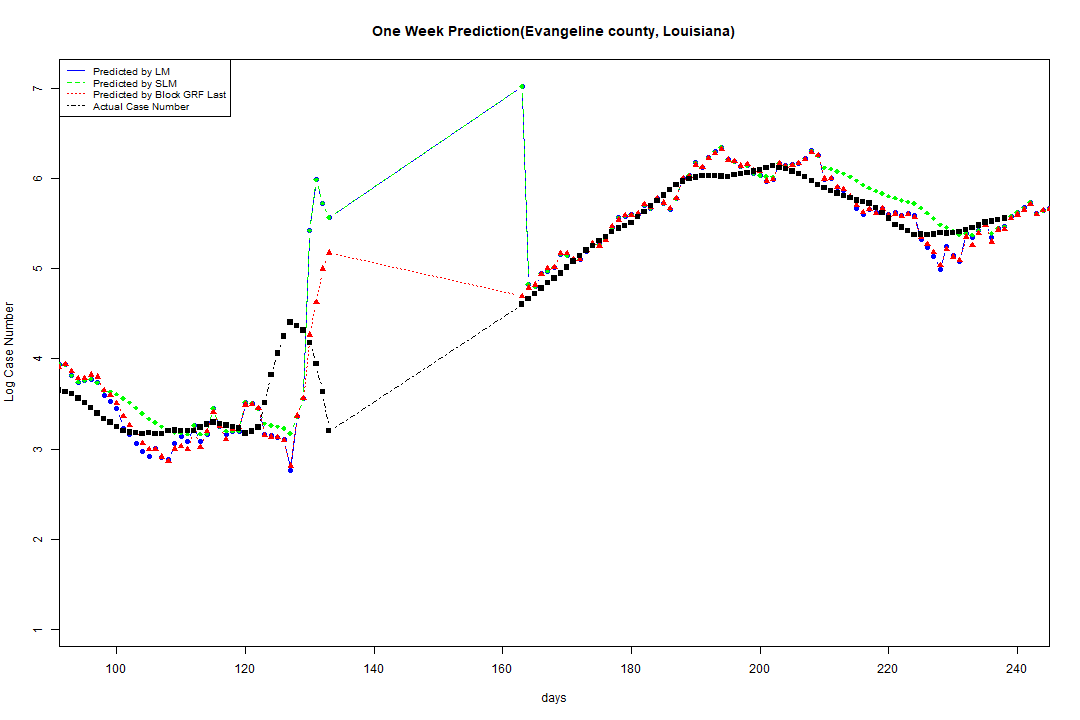 One Week Prediction(Evangeline county, Louisiana)
Predicted by LM
Predicted by SLM
Predicted by Block GRF Last
Actual Case Number
Log Case Number
7
6
5
4
3
2
1
100 120 140 160 180 200 220 240
days